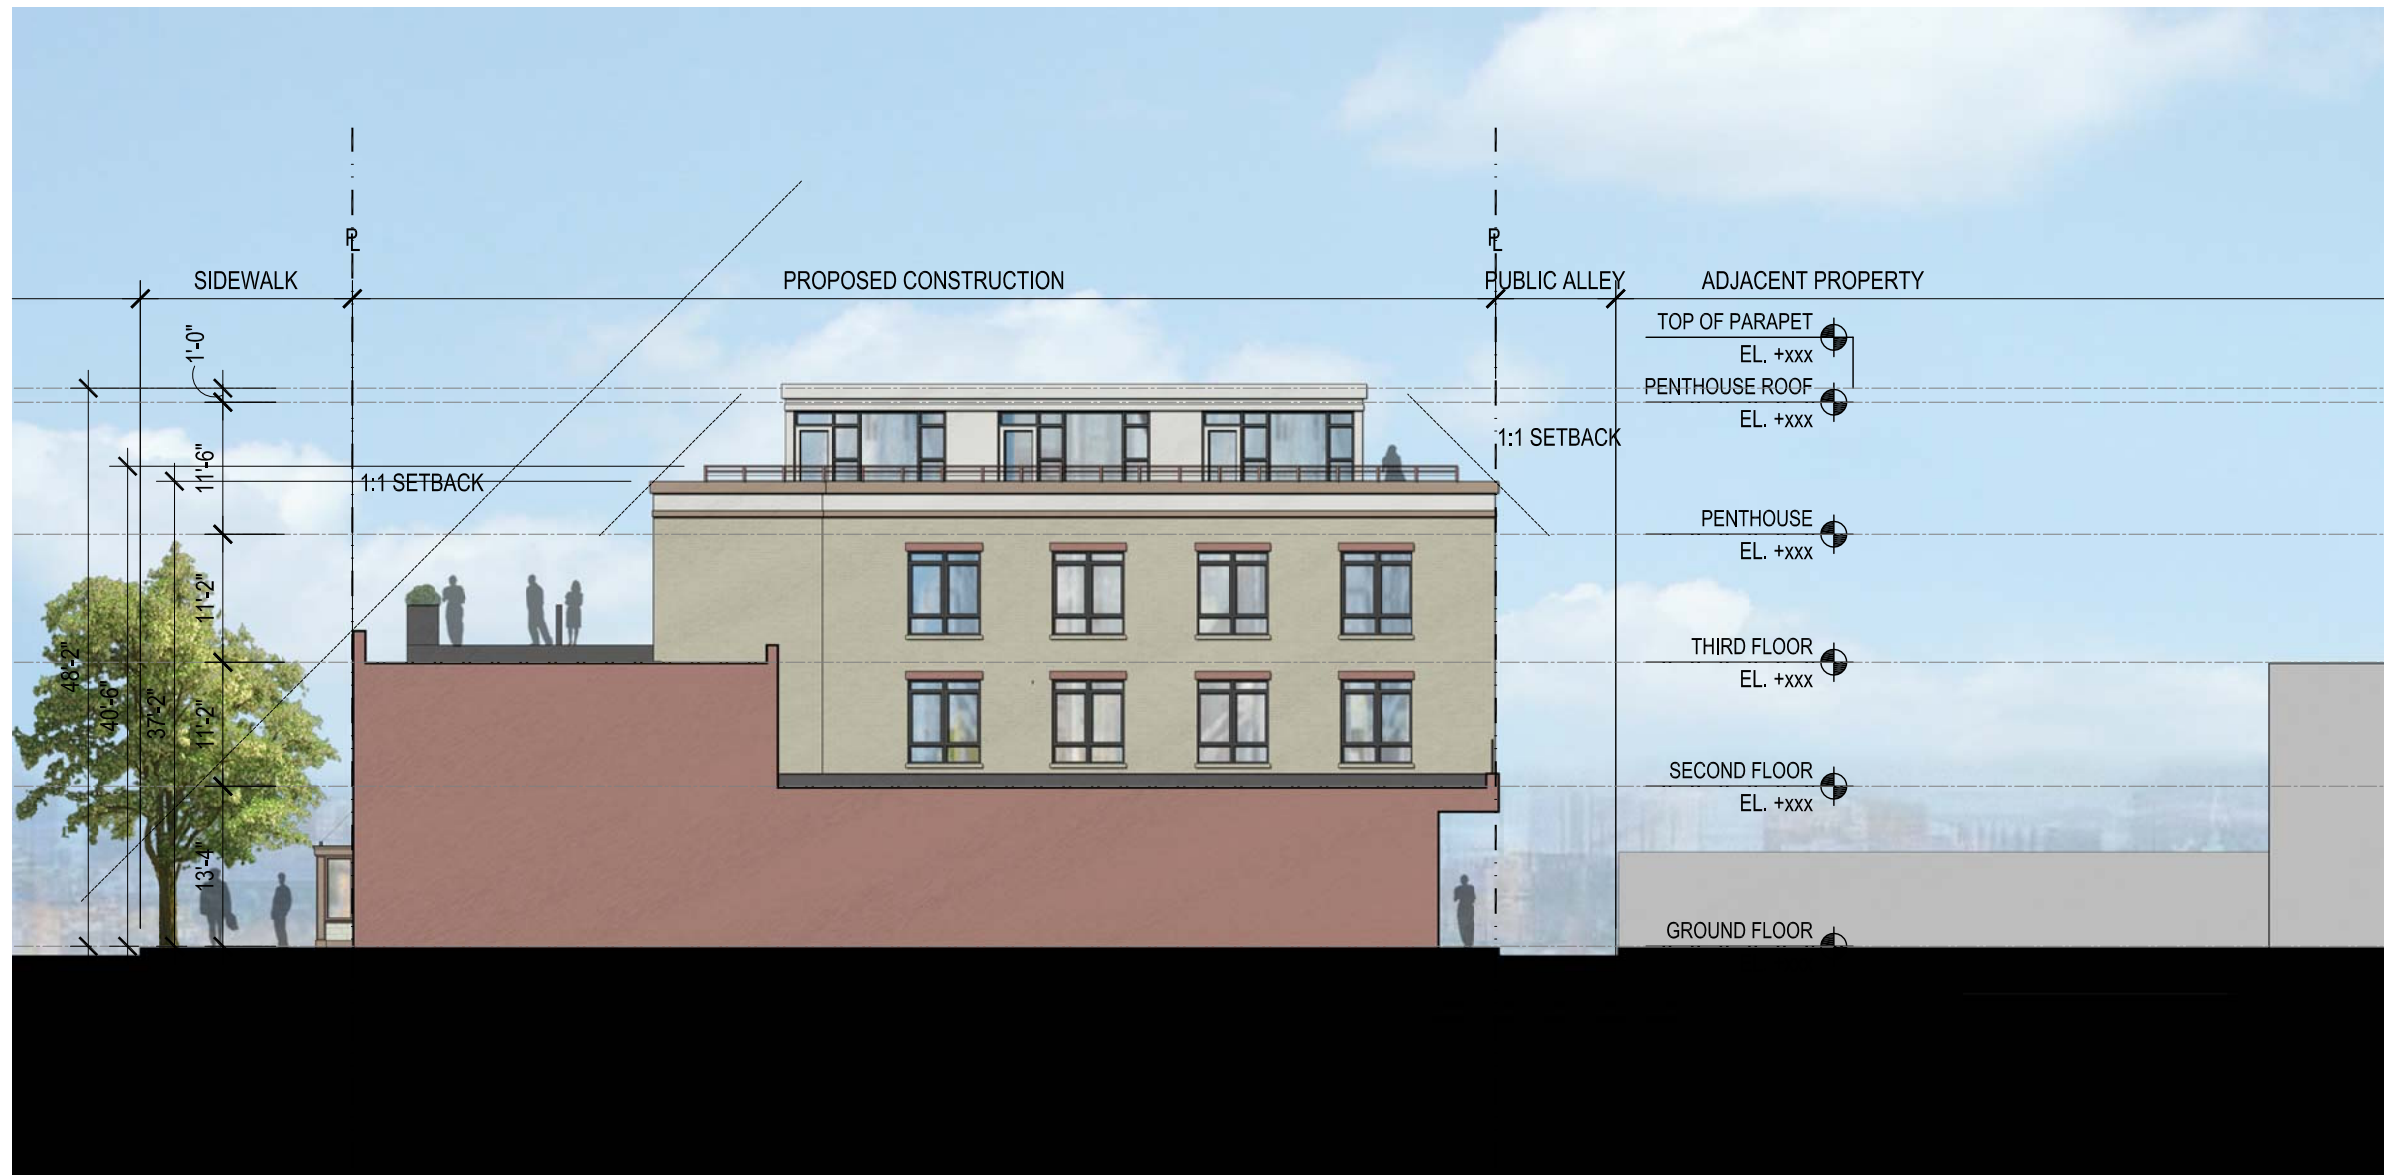 ℄
℄
SIDEWALK
PROPOSED CONSTRUCTION
PUBLIC ALLEY
ADJACENT PROPERTY
TOP OF PARAPET
EL. +xxx
1'-0"
PENTHOUSE ROOF
EL. +xxx
1:1 SETBACK
11'-6"
1:1 SETBACK
PENTHOUSE
EL. +xxx
11'-2"
THIRD FLOOR
EL. +xxx
48'-2"
40'-6"
37'-2"
11'-2"
SECOND FLOOR
EL. +xxx
13'-4"
GROUND FLOOR